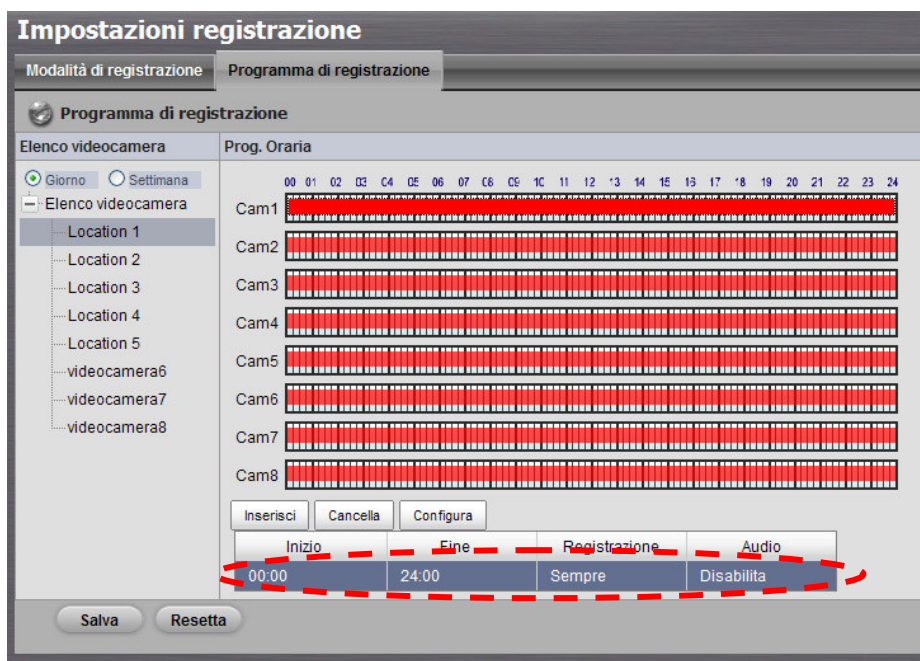 Impostazioni registrazione
Modalità di registrazione Programma di registrazione
Programma di registrazione
Elenco videocamera Prog. Oraria
Giorno Settimana
00 01 02 03 04 05 06 07 08 09 10 11 12 13 14 15 16 17 18 19 20 21 22 23 24
Elenco videocamera
Location 1
Location 2
Location 3
Location 4
Location 5
videocamera6
videocamera7
videocamera8
Cam1
Cam2
Cam3
Cam4
Cam5
Cam6
Cam7
Cam8
Inserisci Cancella Configura
Inizio Fine Registrazione Audio
00:00 24:00 Sempre Disabilita
Salva Resetta